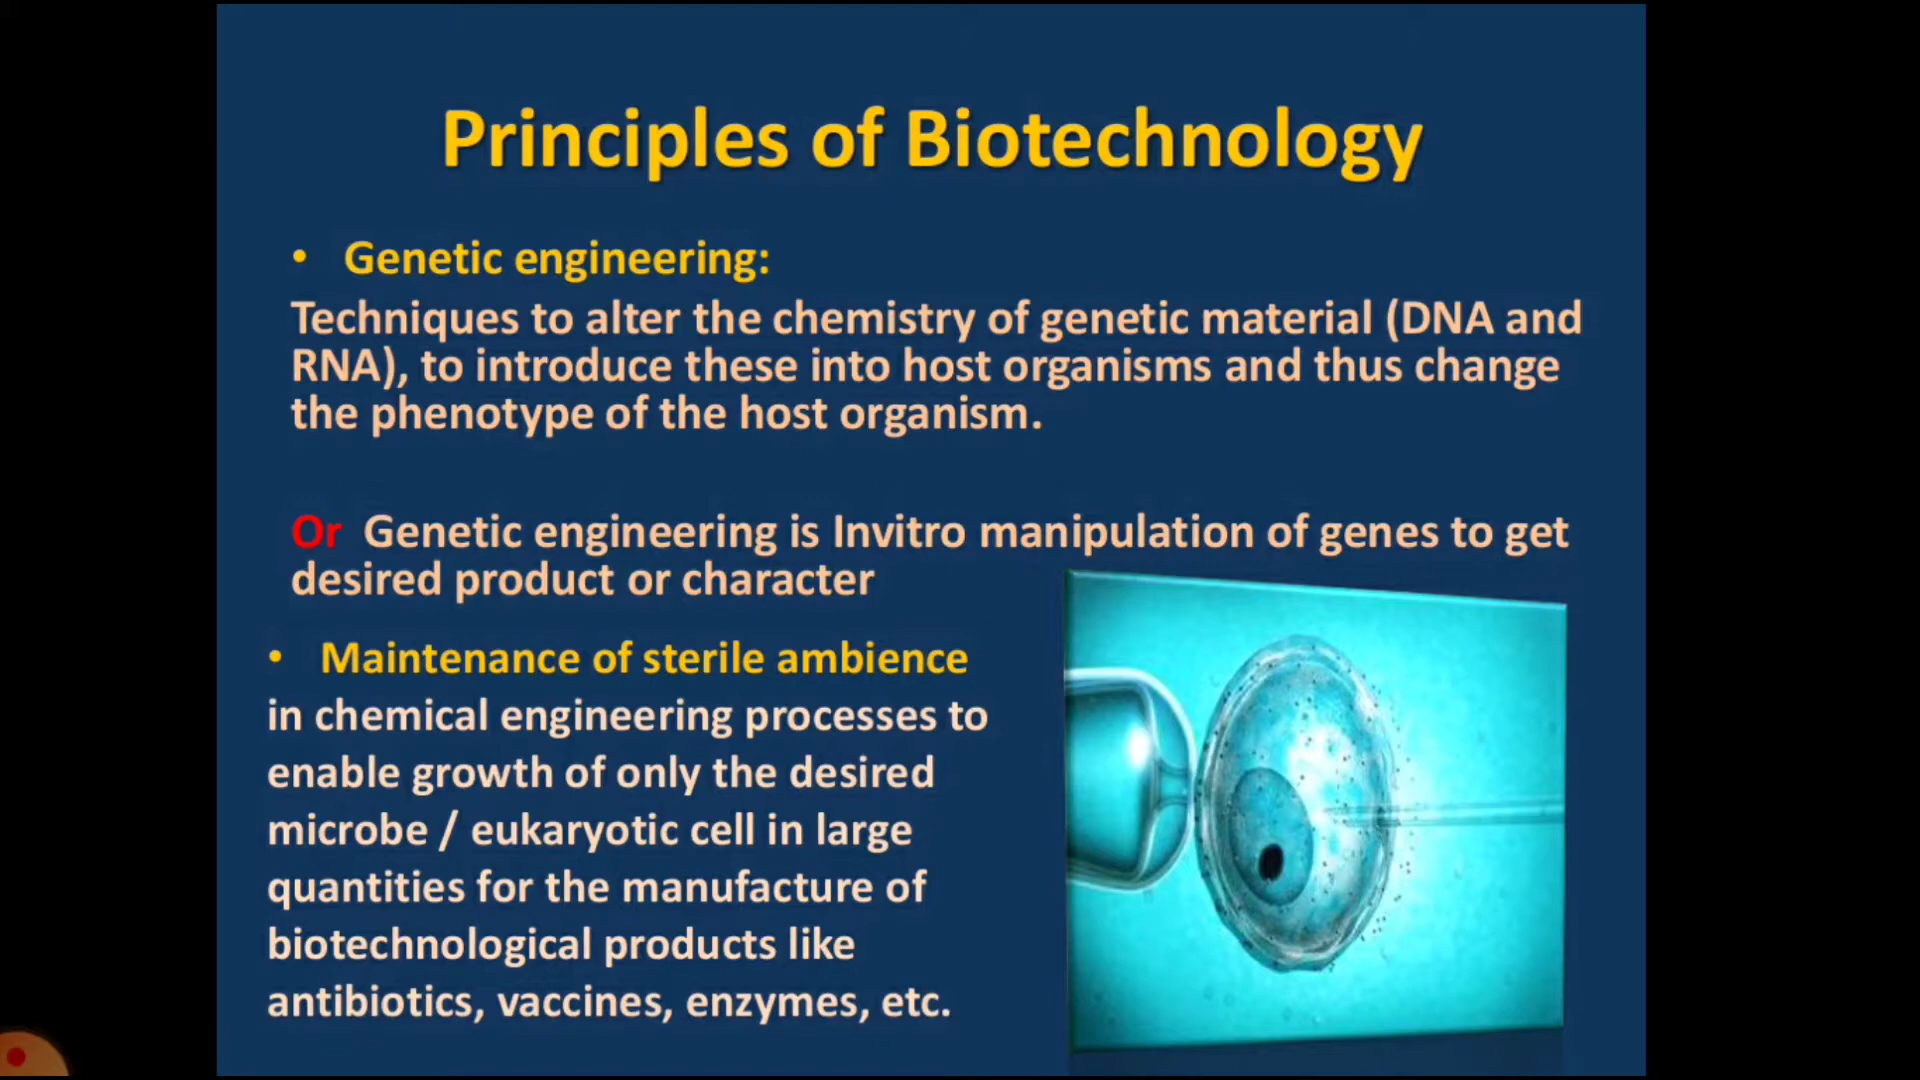 Principles of Biotechnology
• Genetic engineering:
Techniques to alter the chemistry of genetic material (DNA and
RNA), to introduce these into host organisms and thus change
the phenotype of the host organism.
Or Genetic engineering is Invitro manipulation of genes to get
desired product or character
• Maintenance of sterile ambience
in chemical engineering processes to
enable growth of only the desired
microbe / eukaryotic cell in large
quantities for the manufacture of
biotechnological products like
antibiotics, vaccines, enzymes, etc.